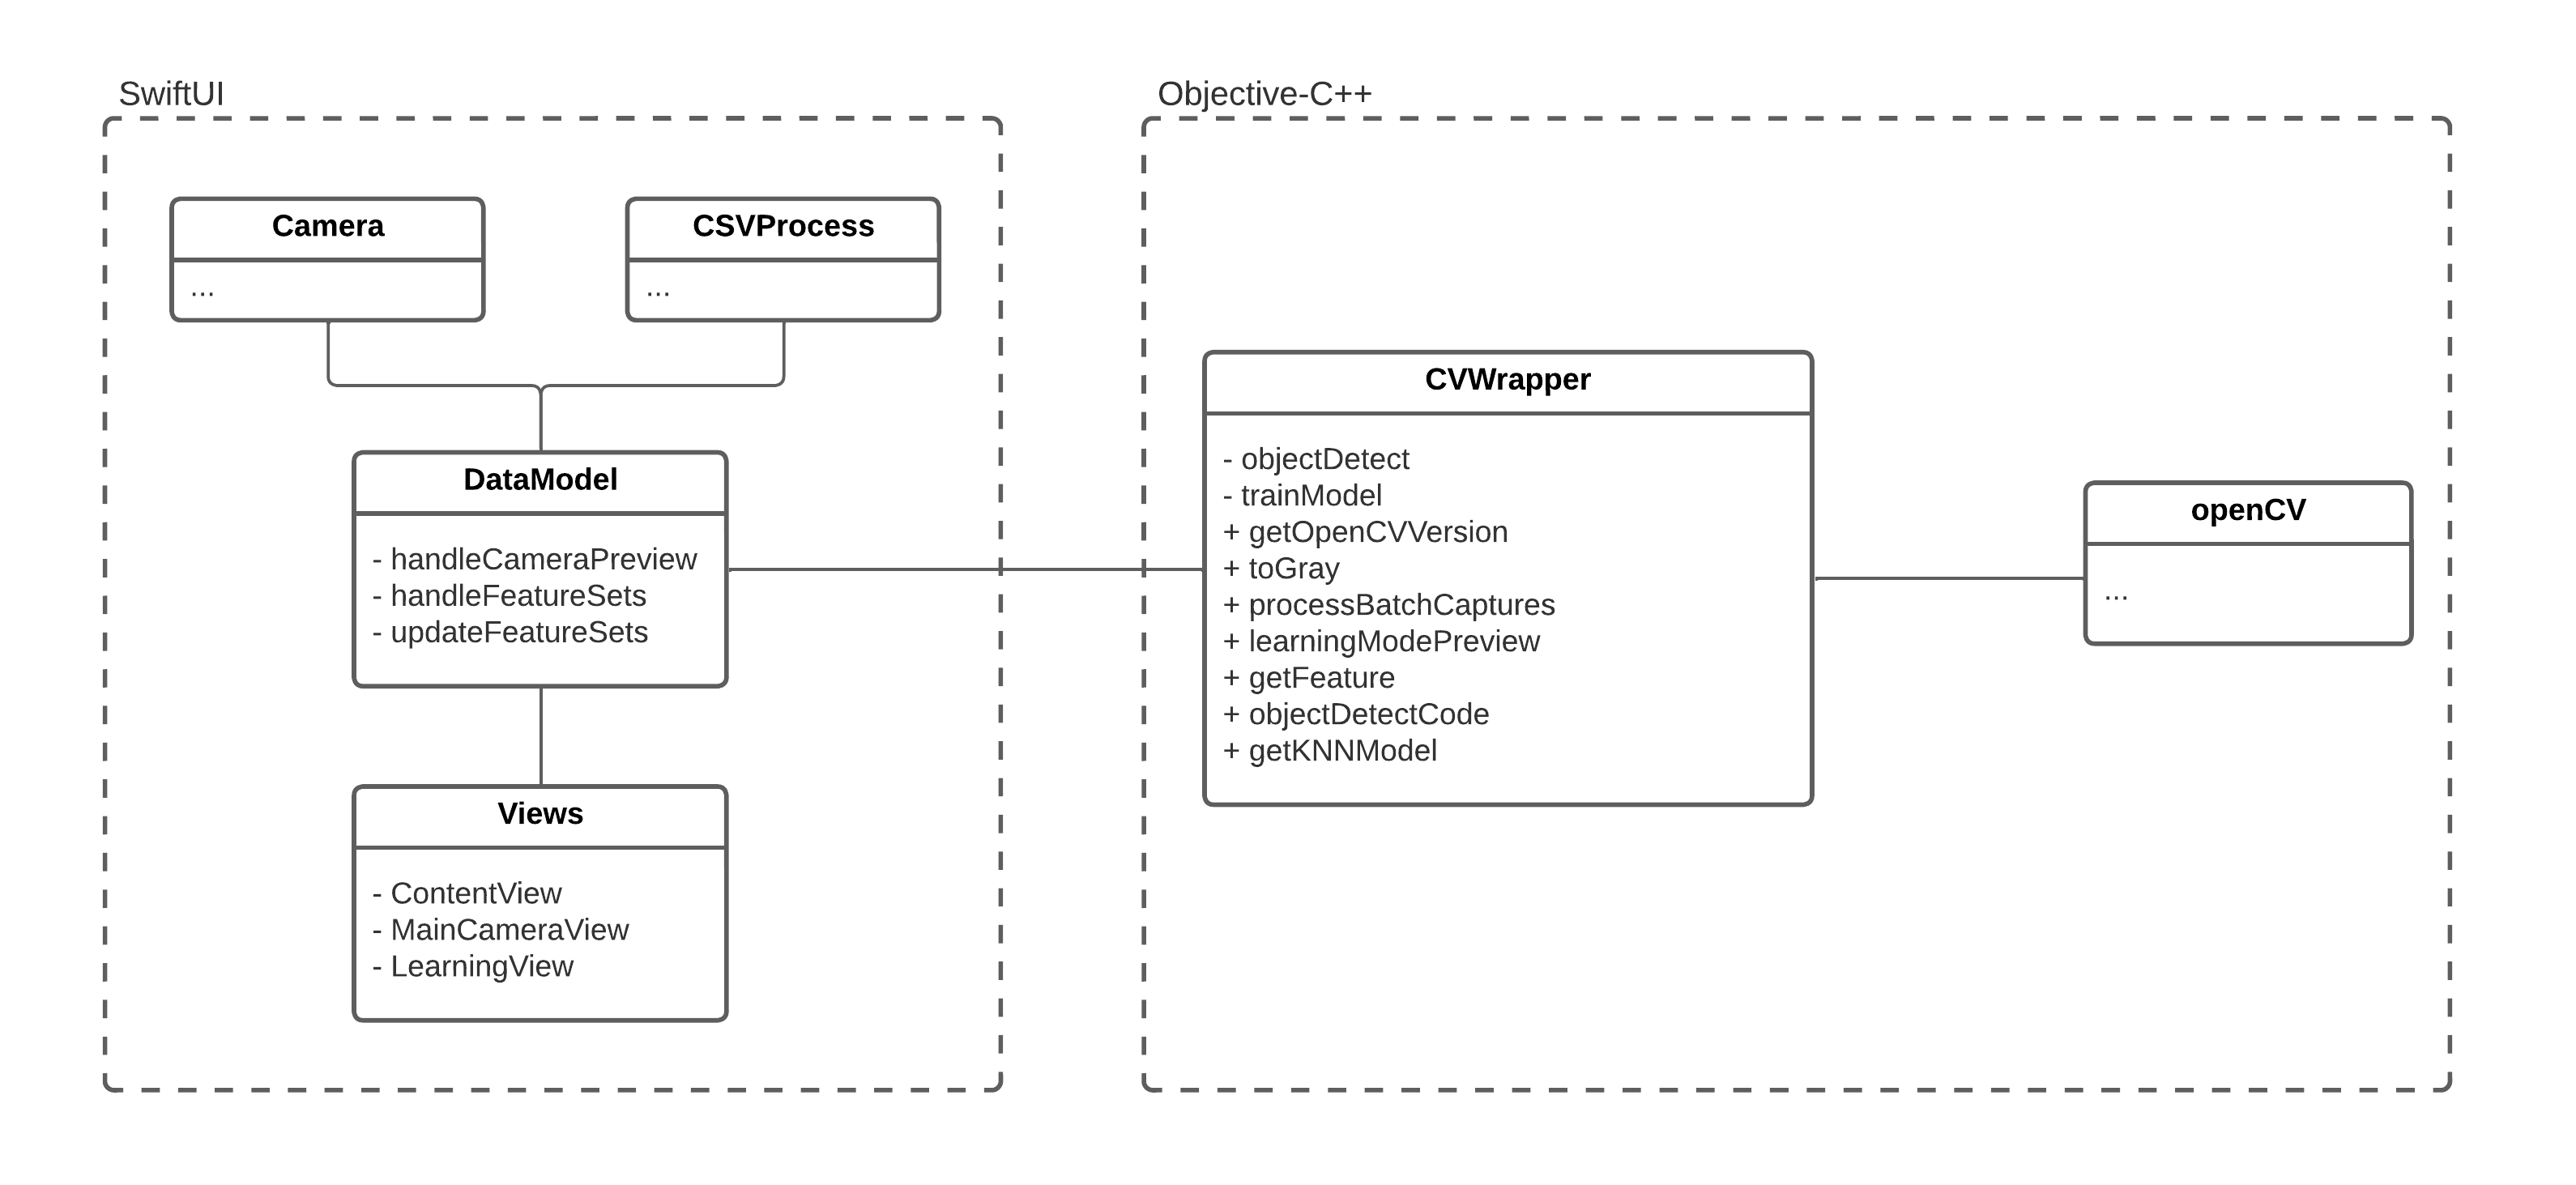 SwiftUI
Camera
...
CSVProcess
...
DataModel
- handleCameraPreview
- handleFeatureSets
- updateFeatureSets
Views
- ContentView
- MainCameraView
- LearningView
Objective-C++
CVWrapper
- objectDetect
- trainModel
+ getOpenCVVersion
+ toGray
+ processBatchCaptures
+ learningModePreview
+ getFeature
+ objectDetectCode
+ getKNNModel
openCV
...